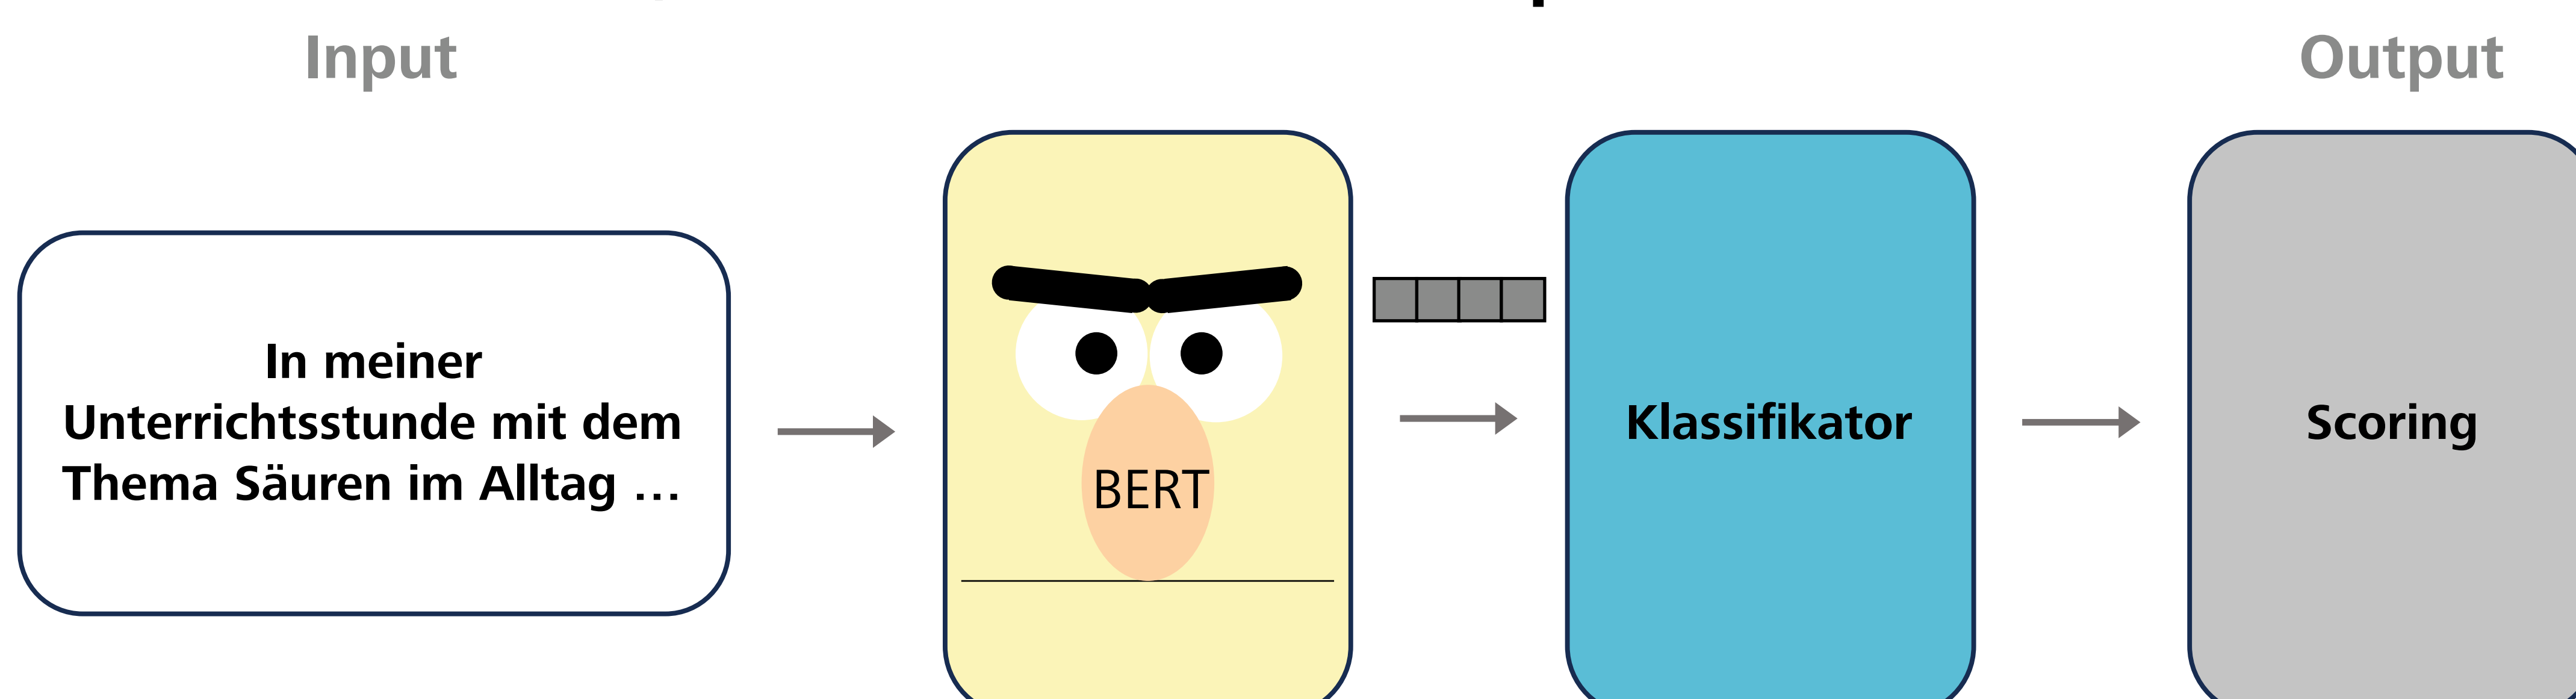 Input
Output
In meiner
Unterrichtsstunde mit dem
Thema Säuren im Alltag …
BERT
Klassifikator
Scoring